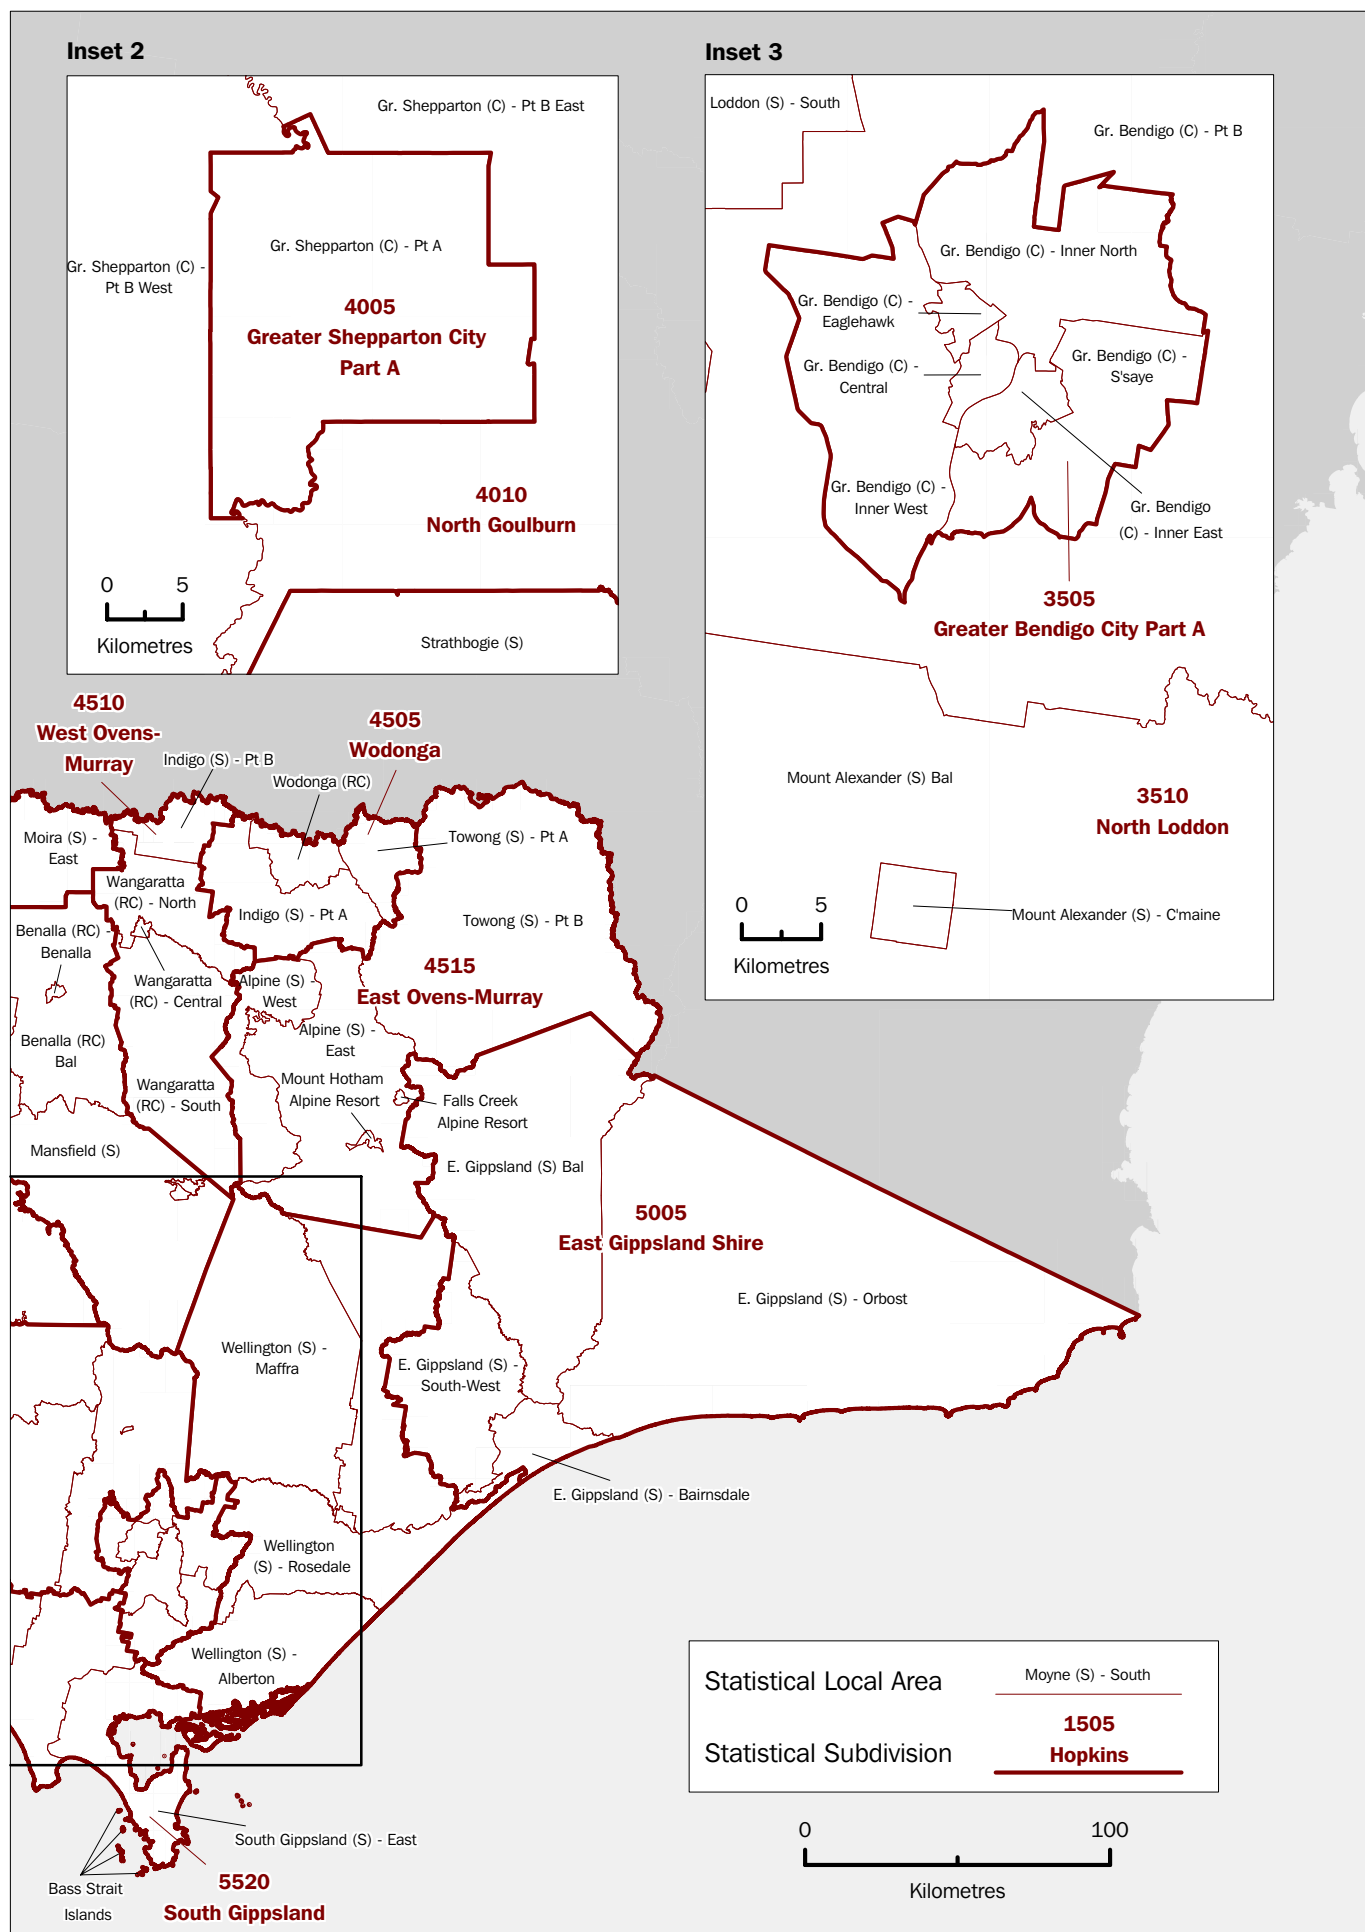 Inset 2
Gr. Shepparton (C) - Pt B East
Gr. Shepparton (C) - Pt A
Gr. Shepparton (C) -
Pt B West
4005
Greater Shepparton City
Part A
4010
North Goulburn
0 5
Kilometres
Strathbogie (S)
Inset 3
Loddon (S) - South
Gr. Bendigo (C) - Pt B
Gr. Bendigo (C) - Inner North
Gr. Bendigo (C) -
Eaglehawk
Gr. Bendigo (C) -
Central
Gr. Bendigo (C) -
S'saye
Gr. Bendigo (C) -
Inner West
Gr. Bendigo
(C) - Inner East
3505
Greater Bendigo City Part A
Mount Alexander (S) Bal
3510
North Loddon
0 5
Kilometres
Mount Alexander (S) - C'maine
4510
West Ovens-
Murray
Indigo (S) - Pt B
4505
Wodonga
Wodonga (RC)
Moira (S) -
East
Towong (S) - Pt A
Wangaratta
(RC) - North
Indigo (S) - Pt A
Towong (S) - Pt B
Benalla (RC) -
Benalla
Wangaratta
(RC) - Central
Alpine (S) -
West
4515
East Ovens-Murray
Benalla (RC)
Bal
Alpine (S) -
East
Wangaratta
(RC) - South
Mount Hotham
Alpine Resort
Falls Creek
Alpine Resort
Mansfield (S)
E. Gippsland (S) Bal
5005
East Gippsland Shire
E. Gippsland (S) - Orbost
Wellington (S) -
Maffra
E. Gippsland (S) -
South-West
E. Gippsland (S) - Bairnsdale
Wellington
(S) - Rosedale
Wellington (S) -
Alberton
South Gippsland (S) - East
Bass Strait
Islands
5520
South Gippsland
Statistical Local Area
Moyne (S) - South
Statistical Subdivision
1505
Hopkins
0 100
Kilometres